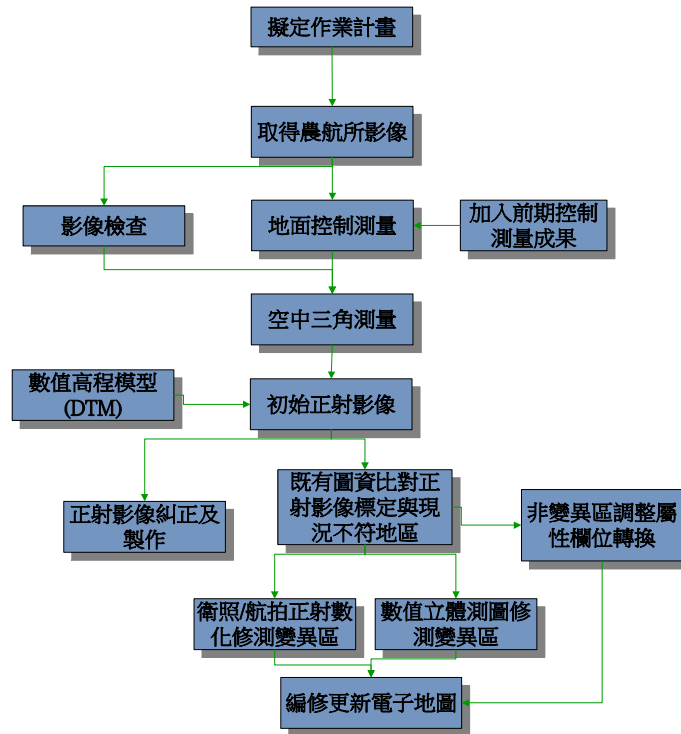 擬定作業計畫
取得農航所影像
影像檢查
地面控制測量
加入前期控制
測量成果
空中三角測量
數值高程模型
(DTM)
初始正射影像
正射影像糾正及
製作
既有圖資比對正
射影像標定與現
況不符地區
非變異區調整屬
性欄位轉換
衛照/航拍正射數
化修測變異區
數值立體測圖修
測變異區
編修更新電子地圖